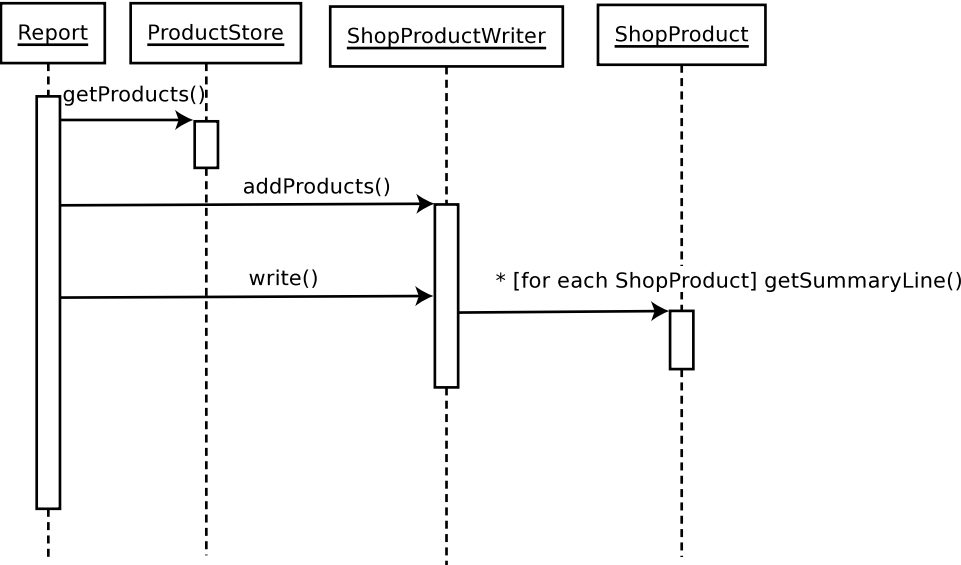 Report
ProductStore
ShopProductWriter
ShopProduct
getProducts()
addProducts()
write()
* [for each ShopProduct] getSummaryLine()